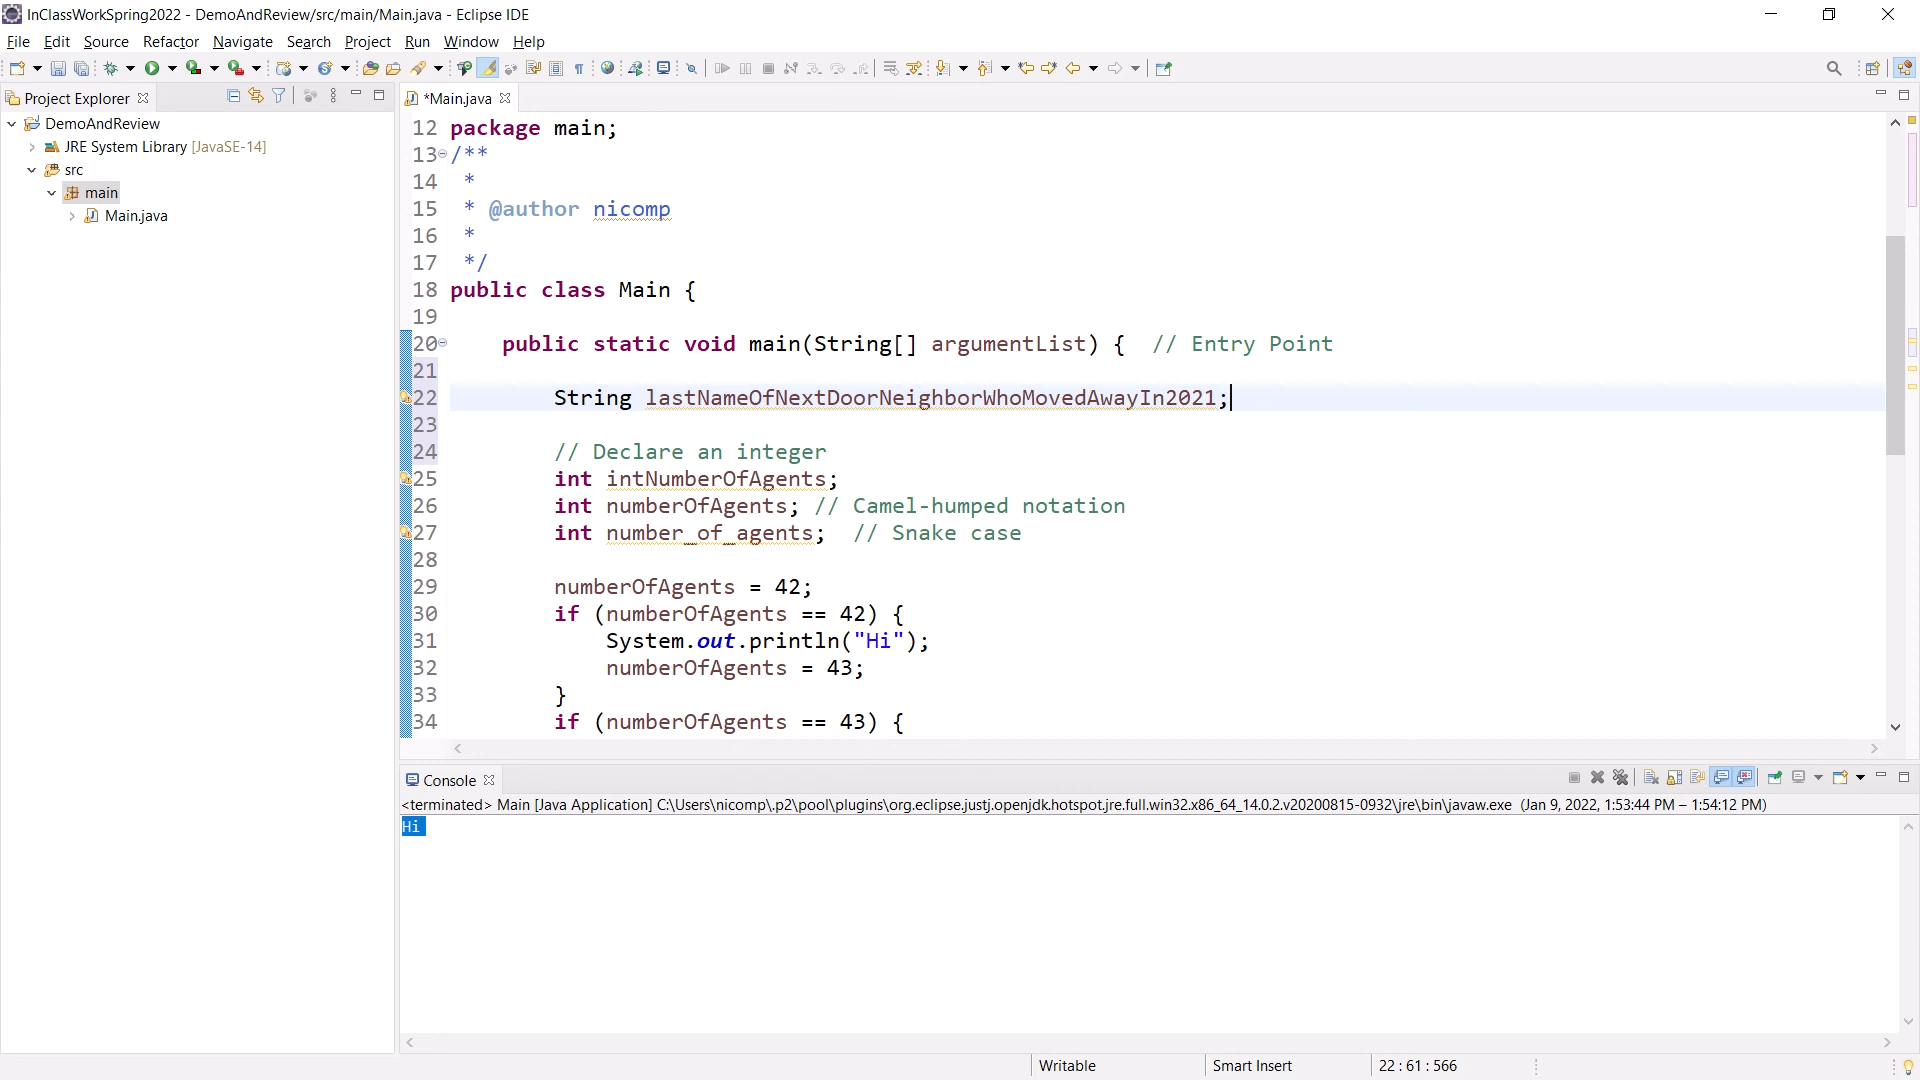 InClassWorkSpring2022 - DemoAndReview/src/main/Main.java - Eclipse IDE
File Edit Source Refactor Navigate Search Project Run Window Help
Project Explorer
*Main.java
DemoAndReview
JRE System Library [JavaSE-14]
src
main
Main.java
12 package main;
13 /**
14 *
15 * @author nicomp
16 *
17 */
18 public class Main {
19
20 public static void main(String[] argumentList) { // Entry Point
21
22 String lastNameOfNextDoorNeighborWhoMovedAwayIn2021;
23
24 // Declare an integer
25 int intNumberOfAgents;
26 int numberOfAgents; // Camel-humped notation
27 int number_of_agents; // Snake case
28
29 numberOfAgents = 42;
30 if (numberOfAgents == 42) {
31 System.out.println("Hi");
32 numberOfAgents = 43;
33 }
34 if (numberOfAgents == 43) {
Console
<terminated> Main [Java Application] C:\Users\nicomp\.p2\pool\plugins\org.eclipse.justj.openjdk.hotspot.jre.full.win32.x86_64_14.0.2.v20200815-0932\jre\bin\javaw.exe (Jan 9, 2022, 1:53:44 PM – 1:54:12 PM)
Hi
Writable Smart Insert 22 : 61 : 566